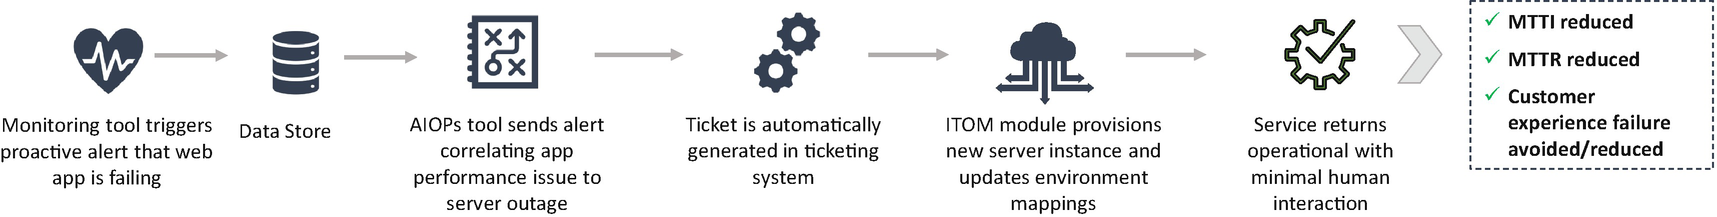 Monitoring tool triggers
proactive alert that web
app is failing
Data Store
AIOPs tool sends alert
correlating app
performance issue to
server outage
Ticket is automatically
generated in ticketing
system
ITOM module provisions
new server instance and
updates environment
mappings
Service returns
operational with
minimal human
interaction
MTTI reduced
MTTR reduced
Customer
experience failure
avoided/reduced